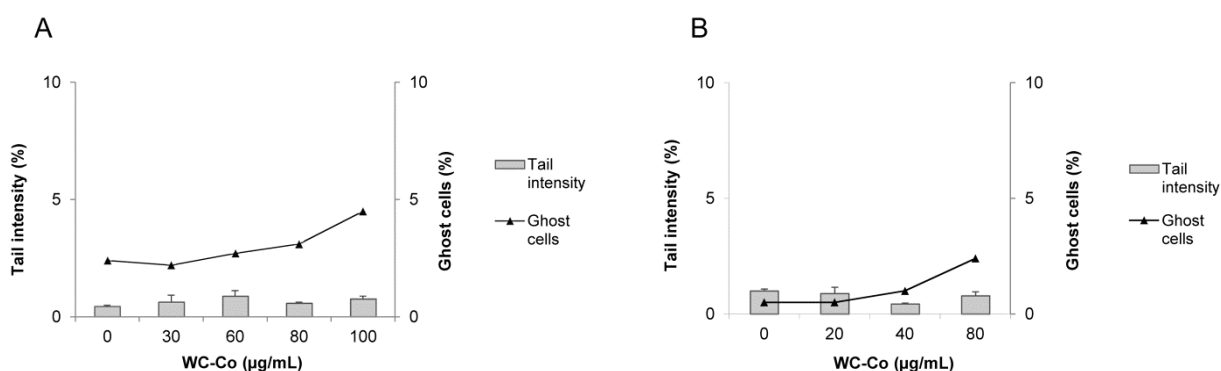 A
10
5
0
Tail intensity (%)
10
5
0
Ghost cells (%)
0 30 60 80 100
WC-Co (µg/mL)
Tail
intensity
Ghost
cells
B
10
5
0
Tail intensity (%)
10
5
0
Ghost cells (%)
0 20 40 80
WC-Co (µg/mL)
Tail
intensity
Ghost
cells